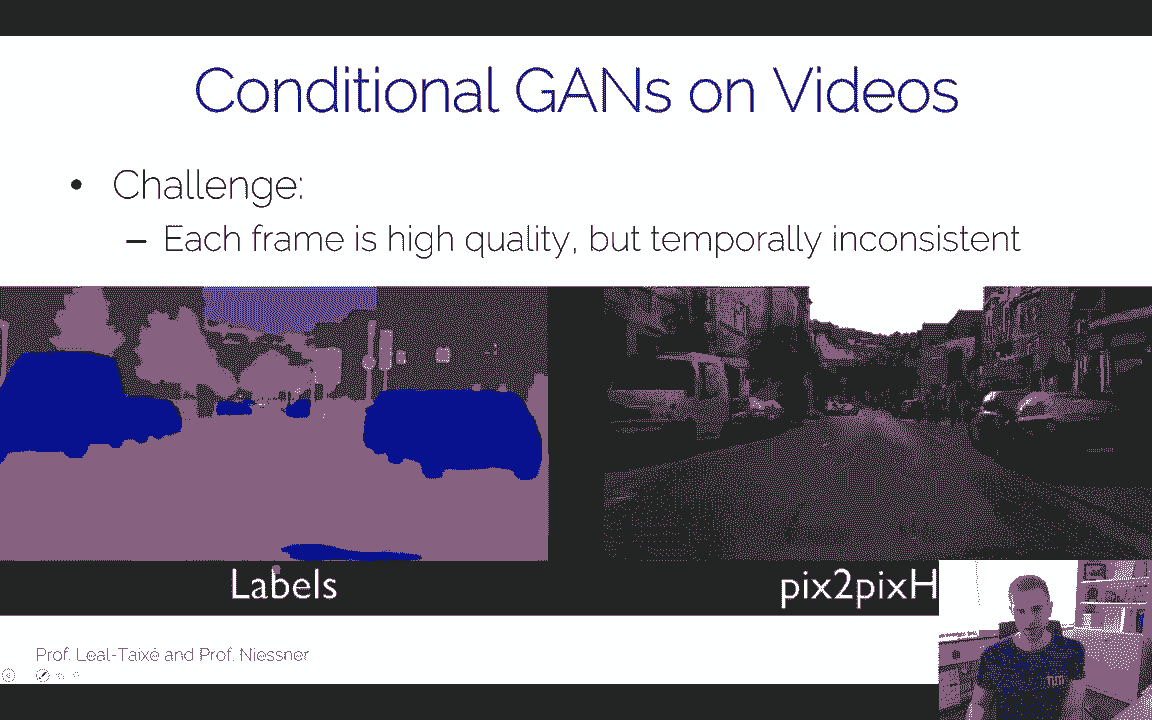 Conditional GANs on Videos
• Challenge:
– Each frame is high quality, but temporally inconsistent
Labels
pix2pixH
Prof. Leal-Taixé and Prof. Niessner